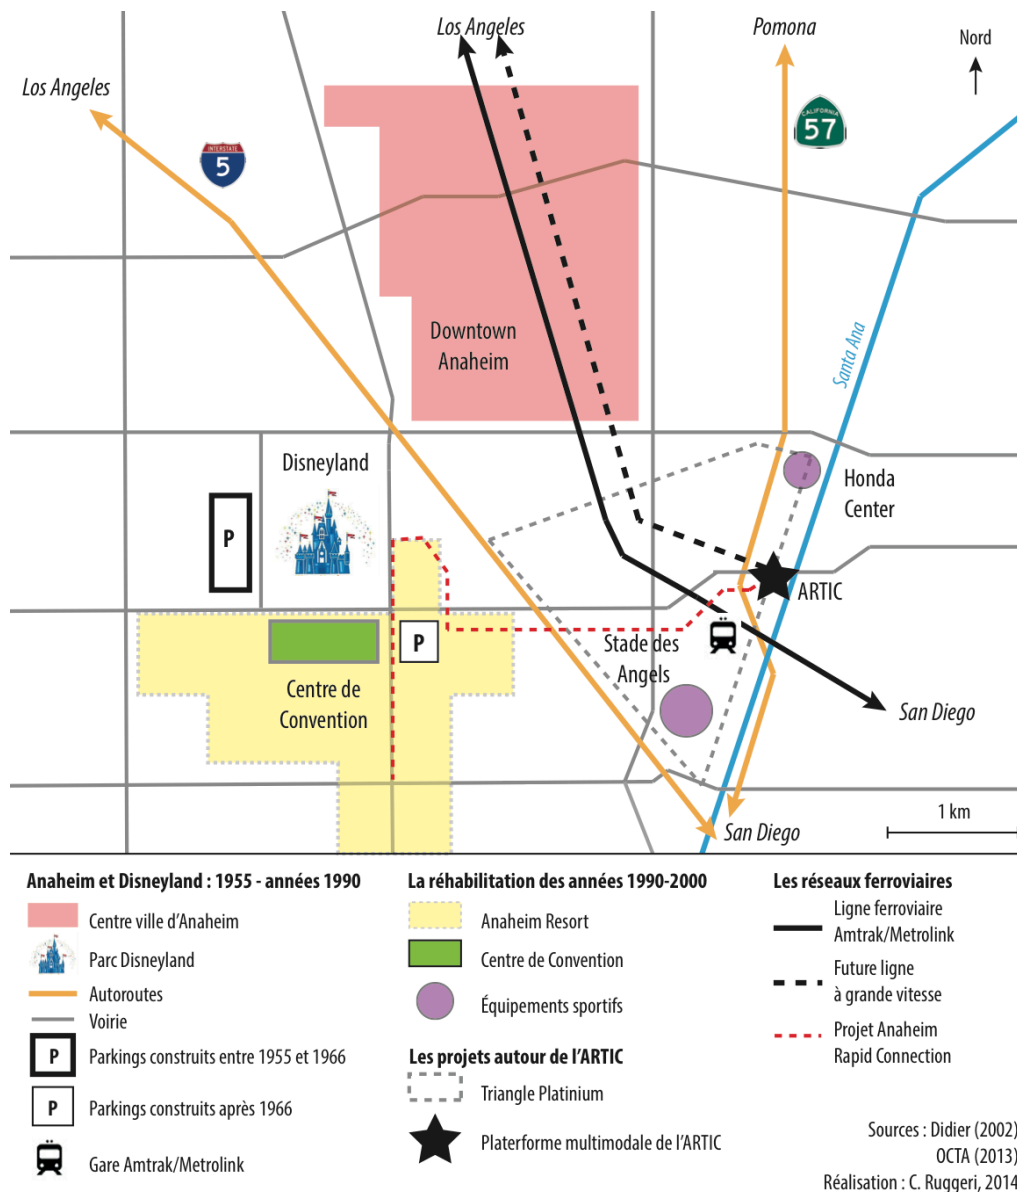 Los Angeles
Pomona
Nord
Los Angeles
INTERSTATE
5
CALIFORNIA
57
Santa Ana
Downtown
Anaheim
Disneyland
P
Honda
Center
ARTIC
P
Stade des
Angels
Centre de
Convention
San Diego
San Diego
1 km
Anaheim et Disneyland : 1955 - années 1990
Centre ville d'Anaheim
Parc Disneyland
Autoroutes
Voirie
P
Parkings construits entre 1955 et 1966
P
Parkings construits après 1966
Gare Amtrak/Metrolink
La réhabilitation des années 1990-2000
Anaheim Resort
Centre de Convention
Équipements sportifs
Les projets autour de l'ARTIC
Triangle Platinium
Platerforme multimodale de l'ARTIC
Les réseaux ferroviaires
Ligne ferroviaire
Amtrak/Metrolink
Future ligne
à grande vitesse
Projet Anaheim
Rapid Connection
Sources : Didier (2002)
OCTA (2013)
Réalisation : C. Ruggeri, 2014